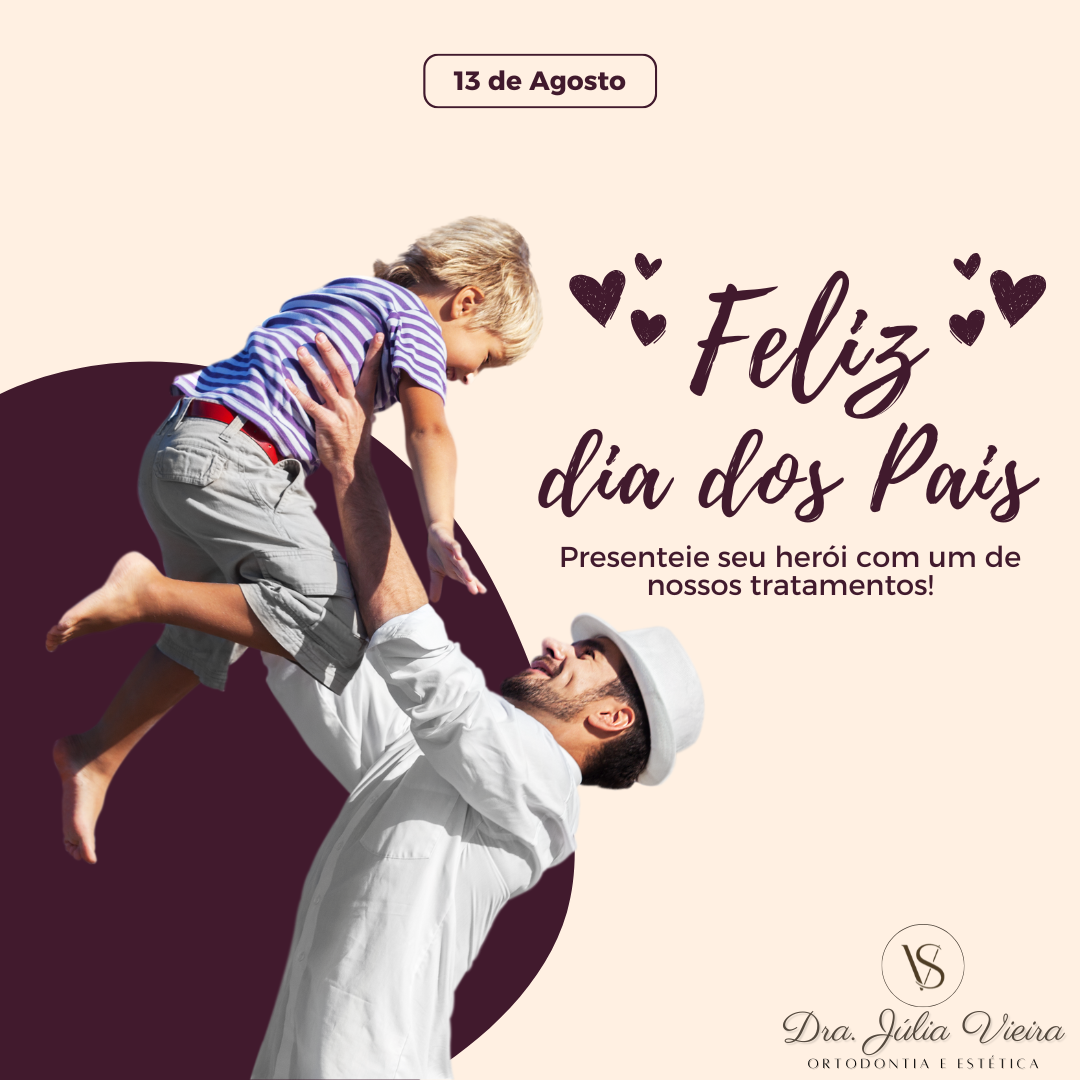 13 de Agosto
Feliz
dia dos Pais
Presenteie seu herói com um de
nossos tratamentos!
VS
Dra. Júlia Vieira
ORTODONTIA E ESTÉTICA